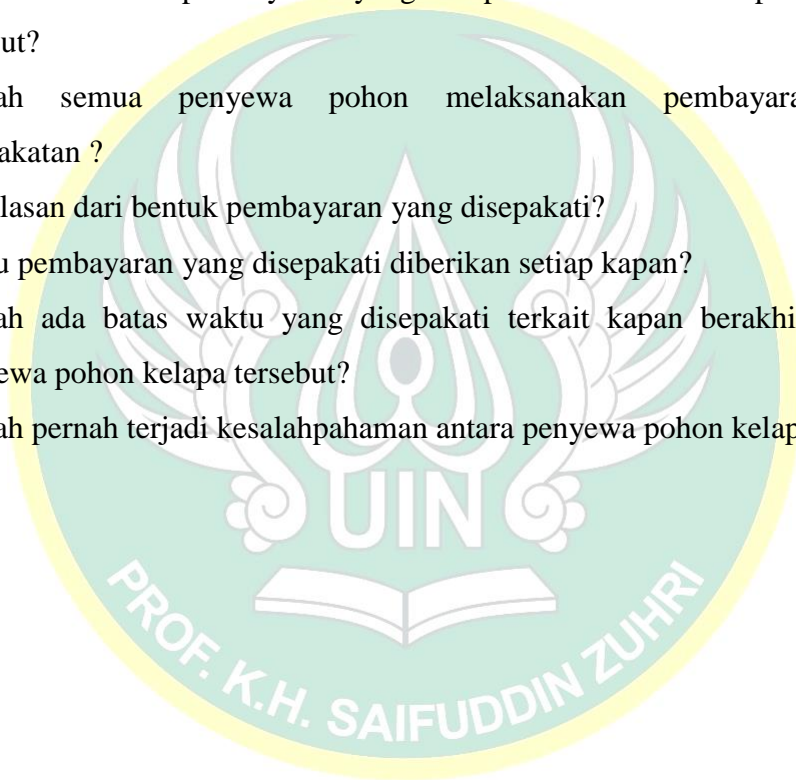 ut?
ah semua penyewa pohon melaksanakan pembayara
akatan ?
lasan dari bentuk pembayaran yang disepakati?
u pembayaran yang disepakati diberikan setiap kapan?
ah ada batas waktu yang disepakati terkait kapan berakhi
ewa pohon kelapa tersebut?
ah pernah terjadi kesalahpahaman antara penyewa pohon kelap
UIN
PROF. K.H. SAIFUDDIN ZUHRI